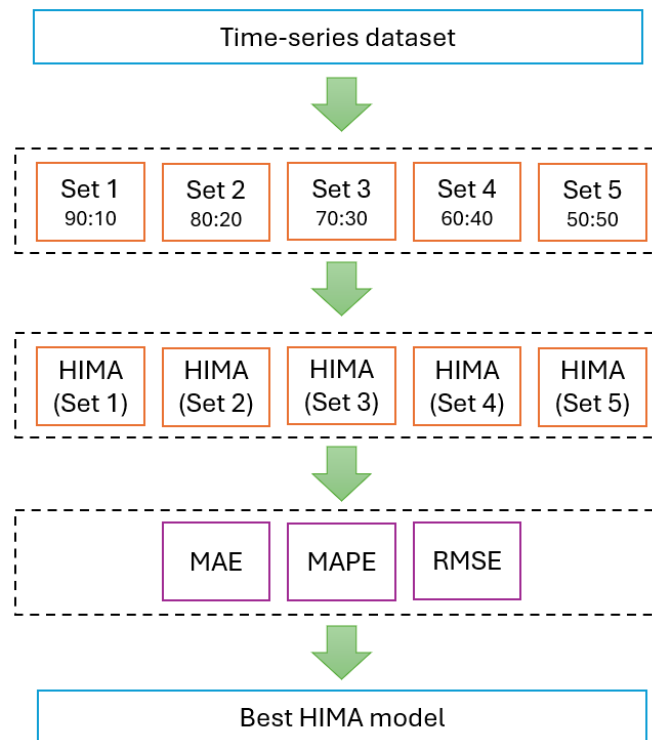 Time-series dataset
Set 1
90:10
Set 2
80:20
Set 3
70:30
Set 4
60:40
Set 5
50:50
HIMA
(Set 1)
HIMA
(Set 2)
HIMA
(Set 3)
HIMA
(Set 4)
HIMA
(Set 5)
MAE
MAPE
RMSE
Best HIMA model